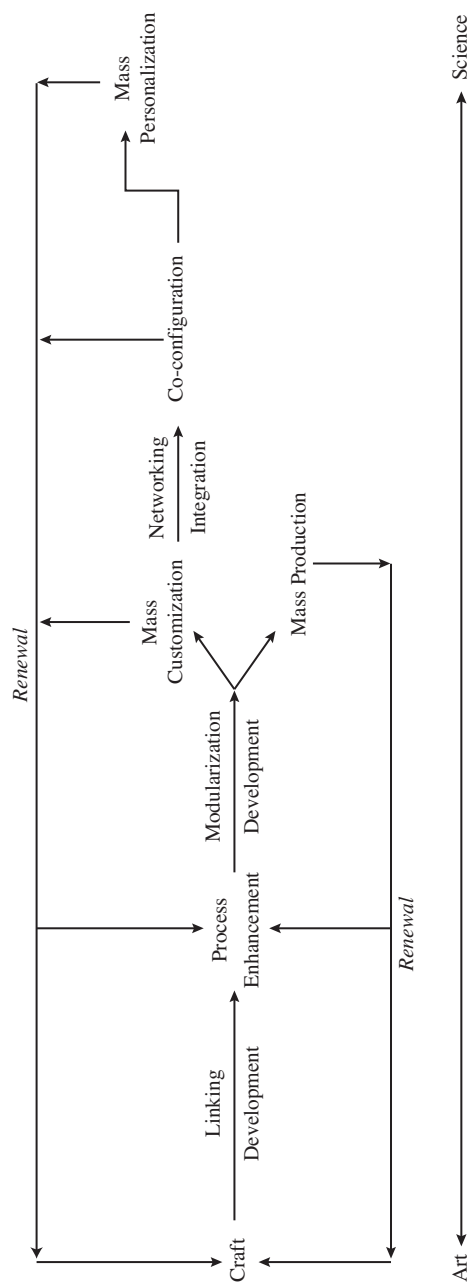 Renewal
Mass
Personalization
Co-configuration
Networking
Integration
Mass
Customization
Mass Production
Modularization
Development
Process
Enhancement
Linking
Development
Craft
Renewal
Art
Science